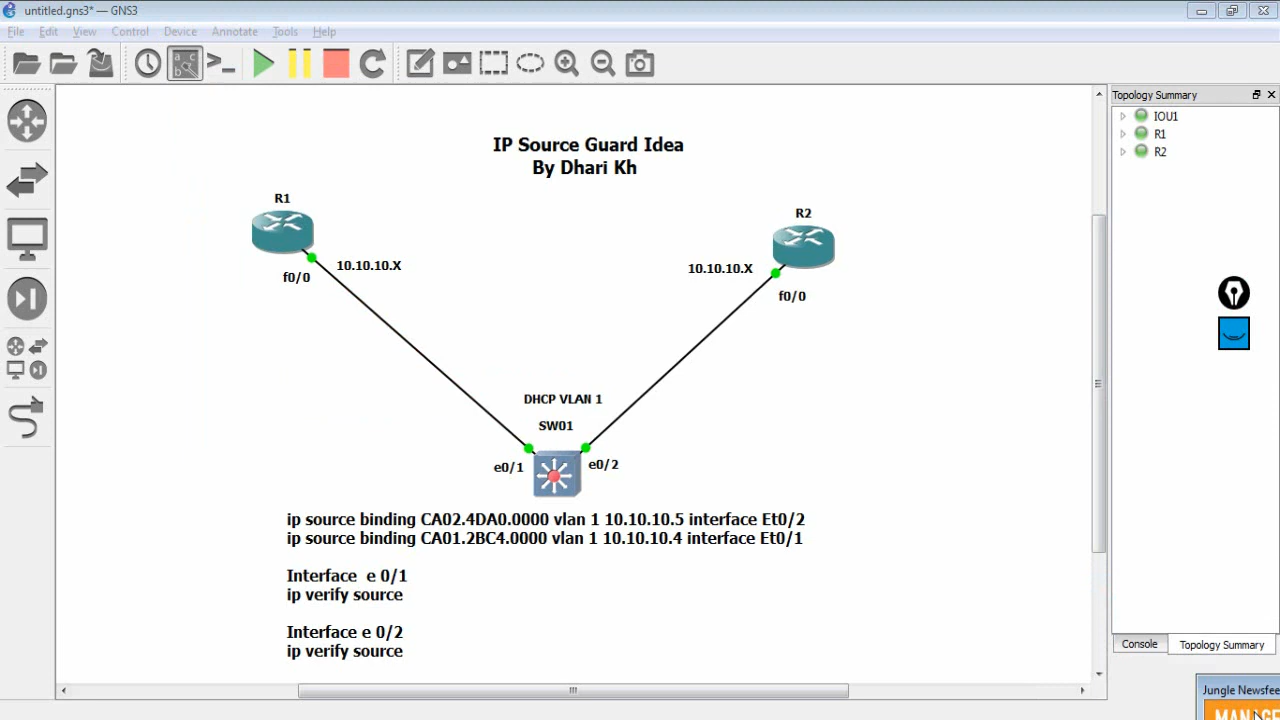 untitled.gns3* — GNS3
File Edit View Control Device Annotate Tools Help
Topology Summary
IOU1
R1
R2
IP Source Guard Idea
By Dhari Kh
R1
R2
10.10.10.X
10.10.10.X
f0/0
f0/0
DHCP VLAN 1
SW01
e0/1
e0/2
ip source binding CA02.4DA0.0000 vlan 1 10.10.10.5 interface Et0/2
ip source binding CA01.2BC4.0000 vlan 1 10.10.10.4 interface Et0/1
Interface  e 0/1
ip verify source
Interface e 0/2
ip verify source
Console Topology Summary
Jungle Newsfee